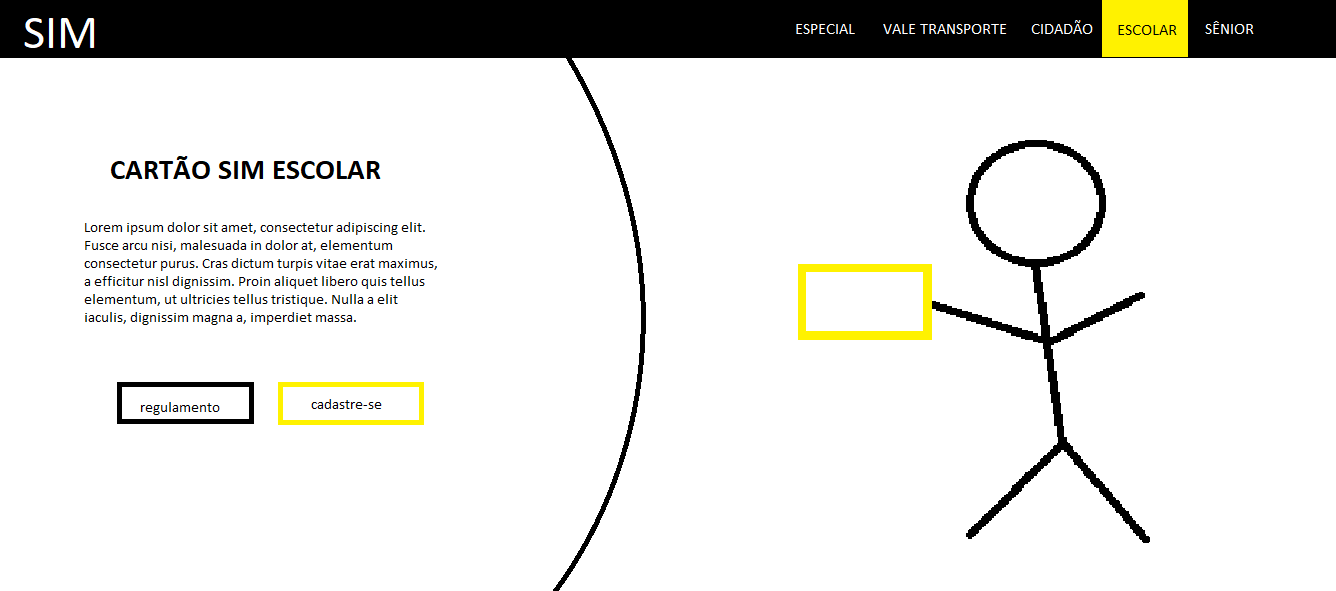 SIM
ESPECIAL
VALE TRANSPORTE
CIDADÃO
ESCOLAR
SÊNIOR
CARTÃO SIM ESCOLAR
Lorem ipsum dolor sit amet, consectetur adipiscing elit.
Fusce arcu nisi, malesuada in dolor at, elementum
consectetur purus. Cras dictum turpis vitae erat maximus,
a efficitur nisl dignissim. Proin aliquet libero quis tellus
elementum, ut ultricies tellus tristique. Nulla a elit
iaculis, dignissim magna a, imperdiet massa.
regulamento
cadastre-se